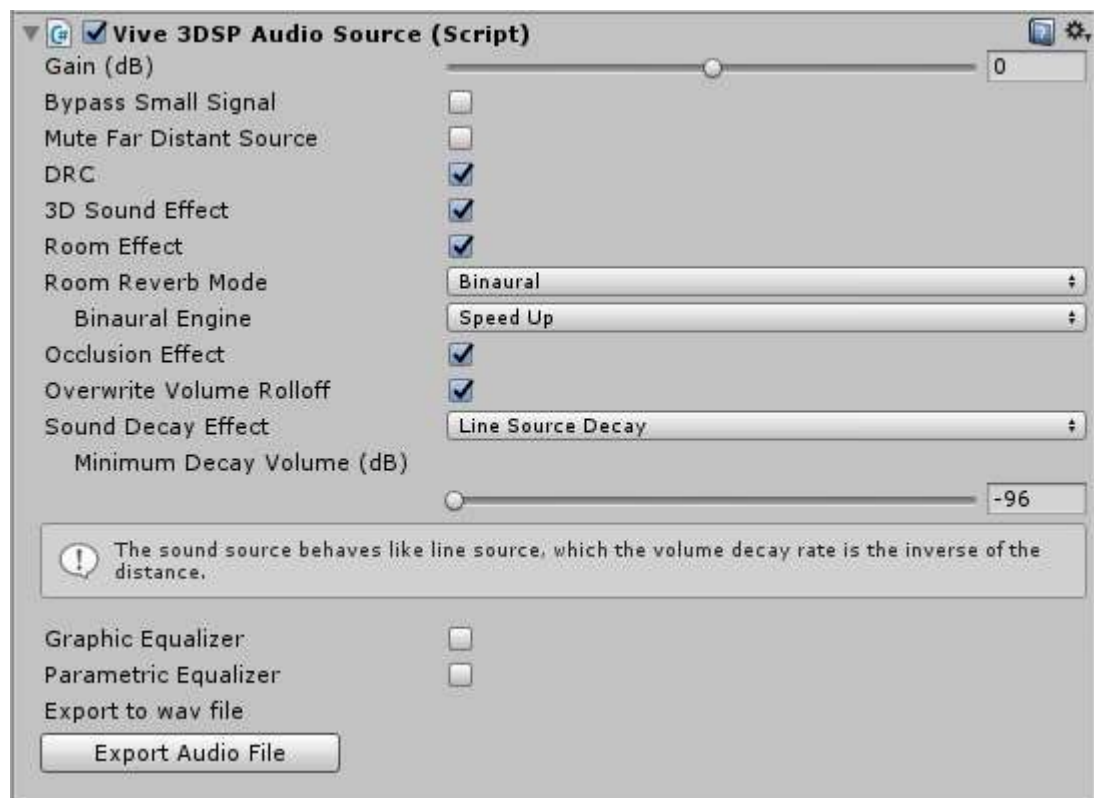 Vive 3DSP Audio Source (Script)
Gain (dB) 0
Bypass Small Signal
Mute Far Distant Source
DRC
3D Sound Effect
Room Effect
Room Reverb Mode Binaural
Binaural Engine Speed Up
Occlusion Effect
Overwrite Volume Rolloff
Sound Decay Effect Line Source Decay
Minimum Decay Volume (dB)
-96
The sound source behaves like line source, which the volume decay rate is the inverse of the
distance.
Graphic Equalizer
Parametric Equalizer
Export to wav file
Export Audio File